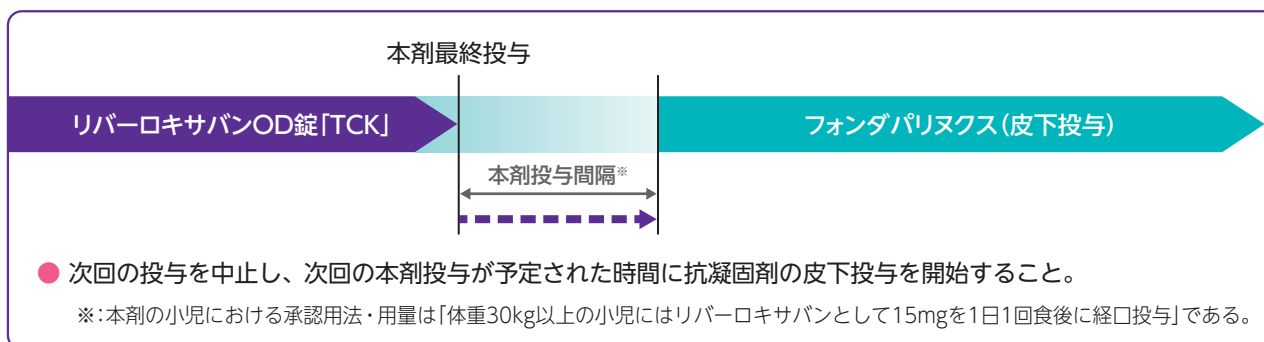 本剤最終投与
リバーロキサバンOD錠「TCK」
フォンダパリヌクス(皮下投与)
本剤投与間隔※
● 次回の投与を中止し、次回の本剤投与が予定された時間に抗凝固剤の皮下投与を開始すること。
※:本剤の小児における承認用法・用量は「体重30kg以上の小児にはリバーロキサバンとして15mgを1日1回食後に経口投与」である。